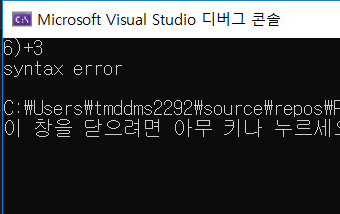 Microsoft Visual Studio 디버그 콘솔
6)+3
syntax error
C:\Users\tmddms2292\source\repos\
이 창을 닫으려면 아무 키나 누르세요